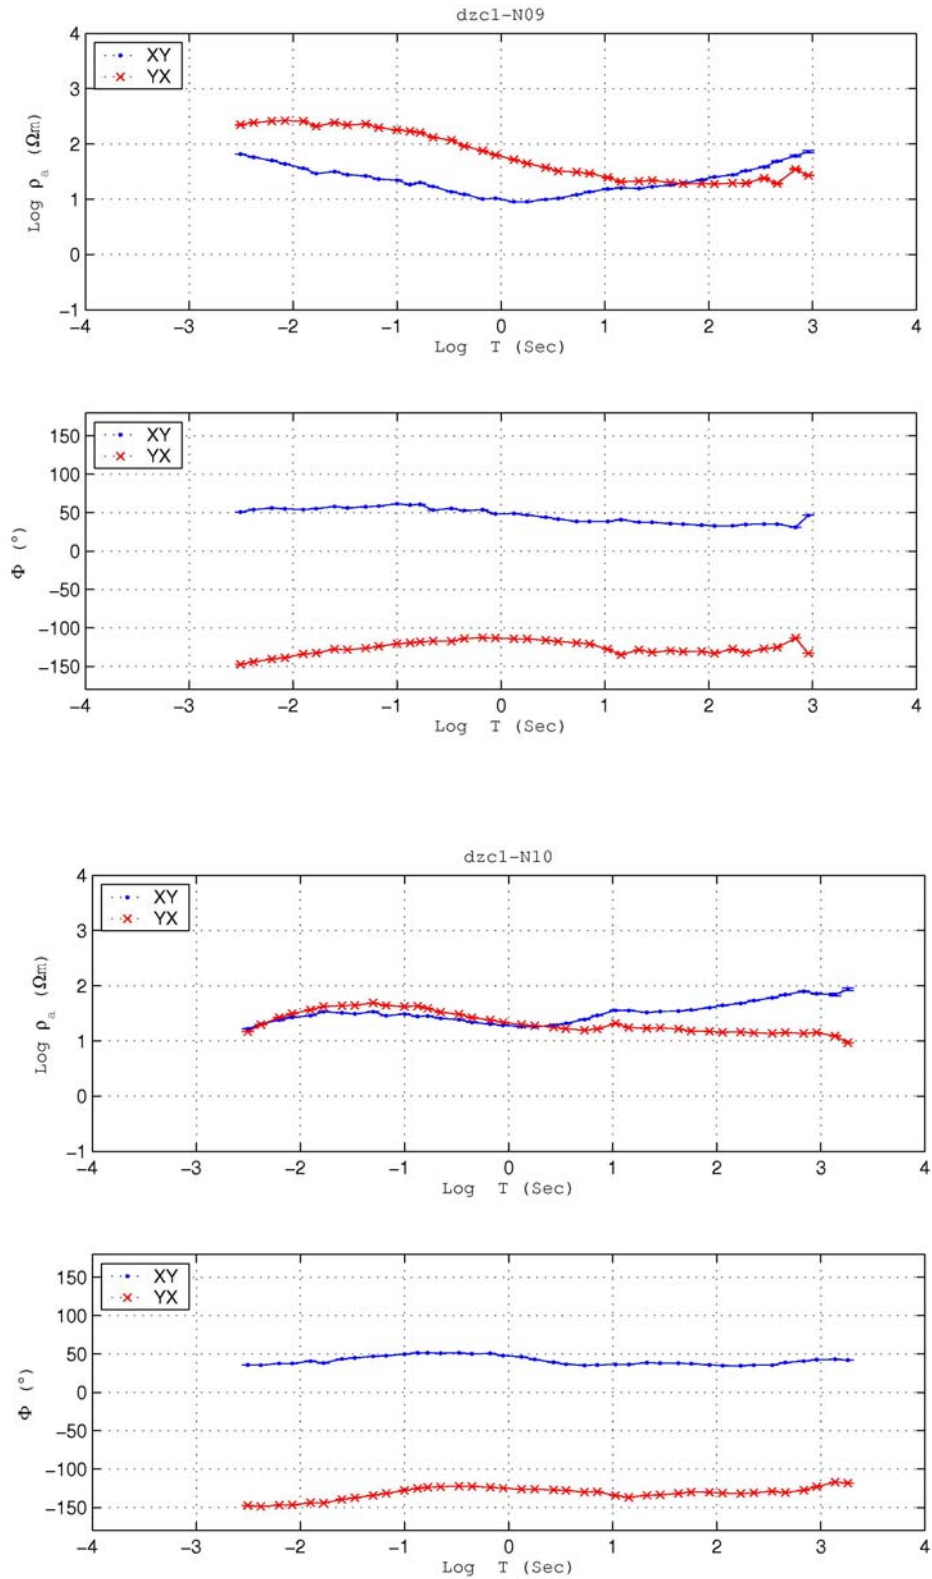 dzc1-N09
4
3
2
1
0
-1
Log ρa (Ωm)
XY
YX
-4 -3 -2 -1 0 1 2 3 4
Log T (Sec)
150
100
50
0
-50
-100
-150
Φ (°)
XY
YX
-4 -3 -2 -1 0 1 2 3 4
Log T (Sec)
dzc1-N10
4
3
2
1
0
-1
Log ρa (Ωm)
XY
YX
-4 -3 -2 -1 0 1 2 3 4
Log T (Sec)
150
100
50
0
-50
-100
-150
Φ (°)
XY
YX
-4 -3 -2 -1 0 1 2 3 4
Log T (Sec)